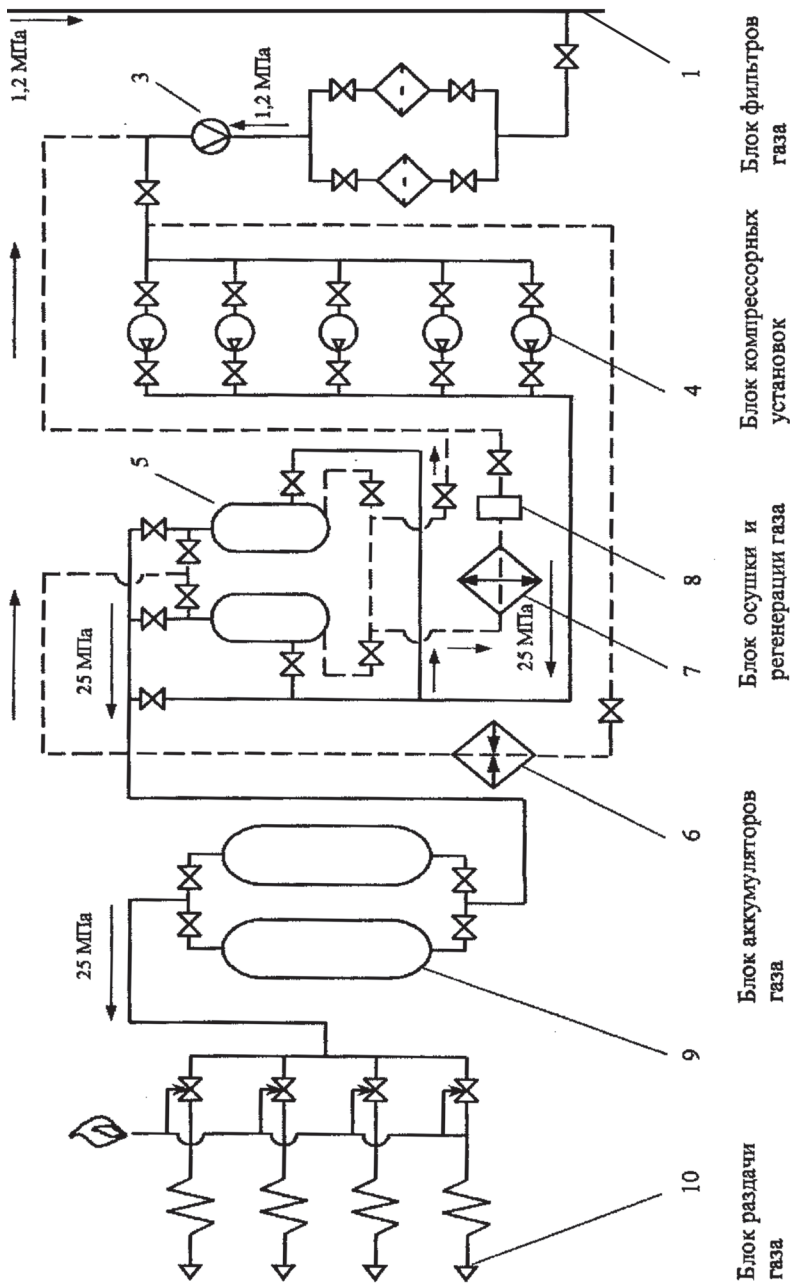 1,2 МПа
3
1,2 МПа
1
Блок фильтров
газа
4
Блок компрессорных
установок
5
25 МПа
25 МПа
8
7
Блок осушки и
регенерации газа
6
25 МПа
9
Блок аккумуляторов
газа
10
Блок раздачи
газа